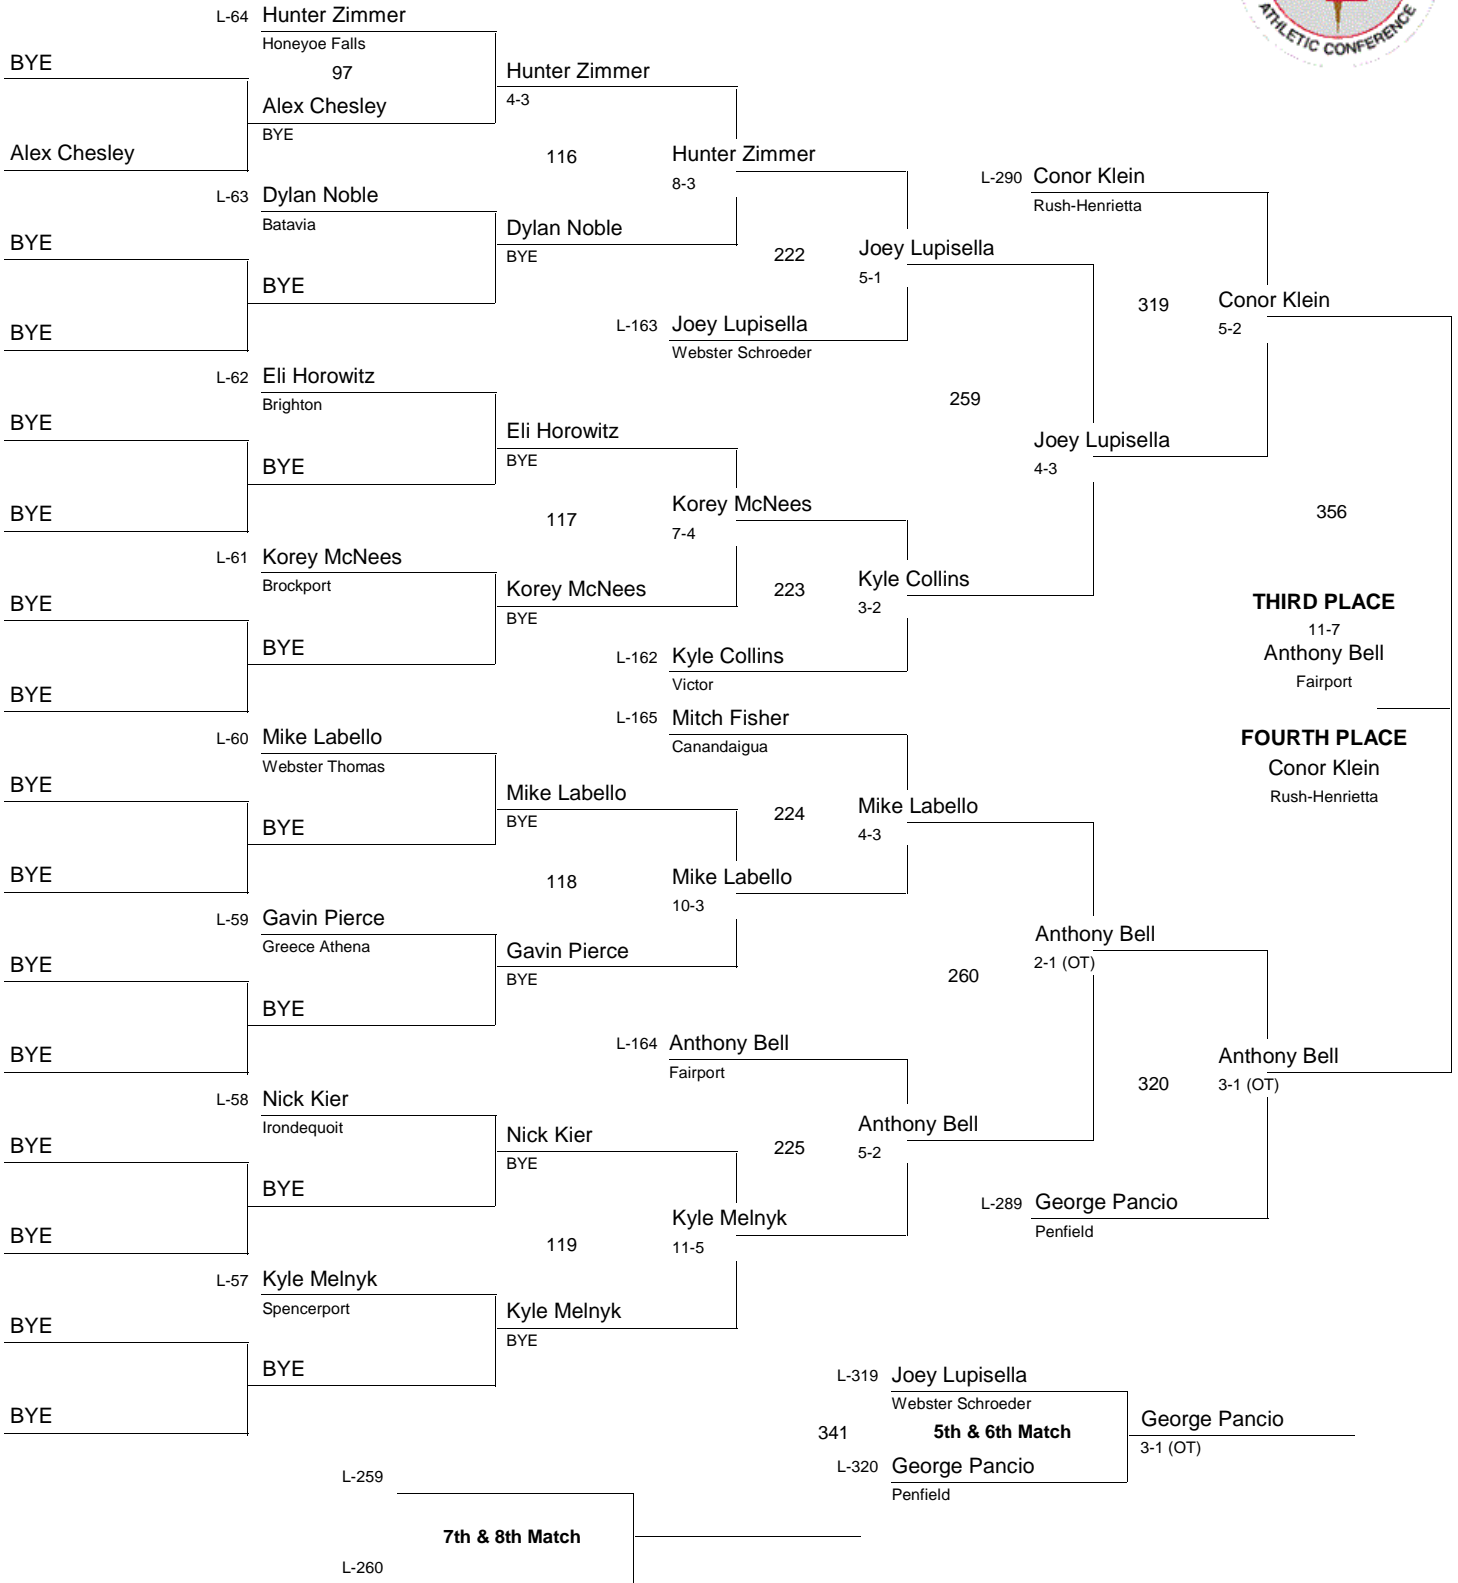 L-64 Hunter Zimmer
Honeyoe Falls
BYE
97
Hunter Zimmer
4-3
Alex Chesley
BYE
Alex Chesley
116
Hunter Zimmer
8-3
ATHLETIC CONFERENCE
L-290 Conor Klein
Rush-Henrietta
L-63 Dylan Noble
Batavia
BYE
Dylan Noble
BYE
222
Joey Lupisella
5-1
BYE
319
Conor Klein
5-2
L-163 Joey Lupisella
Webster Schroeder
BYE
L-62 Eli Horowitz
Brighton
259
BYE
Eli Horowitz
BYE
Joey Lupisella
4-3
BYE
BYE
117
Korey McNees
7-4
356
L-61 Korey McNees
Brockport
Korey McNees
BYE
223
Kyle Collins
3-2
BYE
THIRD PLACE
11-7
Anthony Bell
Fairport
BYE
L-162 Kyle Collins
Victor
BYE
L-165 Mitch Fisher
Canandaigua
L-60 Mike Labello
Webster Thomas
FOURTH PLACE
Conor Klein
Rush-Henrietta
BYE
Mike Labello
BYE
224
Mike Labello
4-3
BYE
BYE
118
Mike Labello
10-3
L-59 Gavin Pierce
Greece Athena
Gavin Pierce
BYE
Anthony Bell
2-1 (OT)
BYE
260
BYE
BYE
L-164 Anthony Bell
Fairport
Anthony Bell
3-1 (OT)
320
L-58 Nick Kier
Irondequoit
BYE
Nick Kier
BYE
225
Anthony Bell
5-2
BYE
L-289 George Pancio
Penfield
BYE
119
Kyle Melnyk
11-5
L-57 Kyle Melnyk
Spencerport
BYE
Kyle Melnyk
BYE
BYE
BYE
L-319 Joey Lupisella
Webster Schroeder
341
5th & 6th Match
George Pancio
3-1 (OT)
L-320 George Pancio
Penfield
L-259
7th & 8th Match
L-260